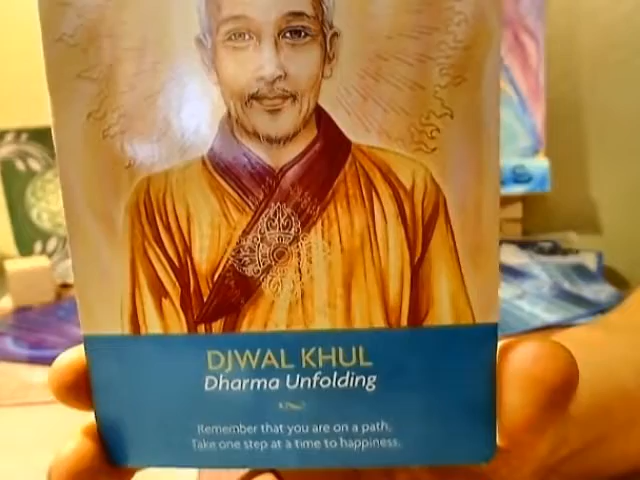 DJWAL KHUL
Dharma Unfolding
Remember that you are on a path.
Take one step at a time to happiness.